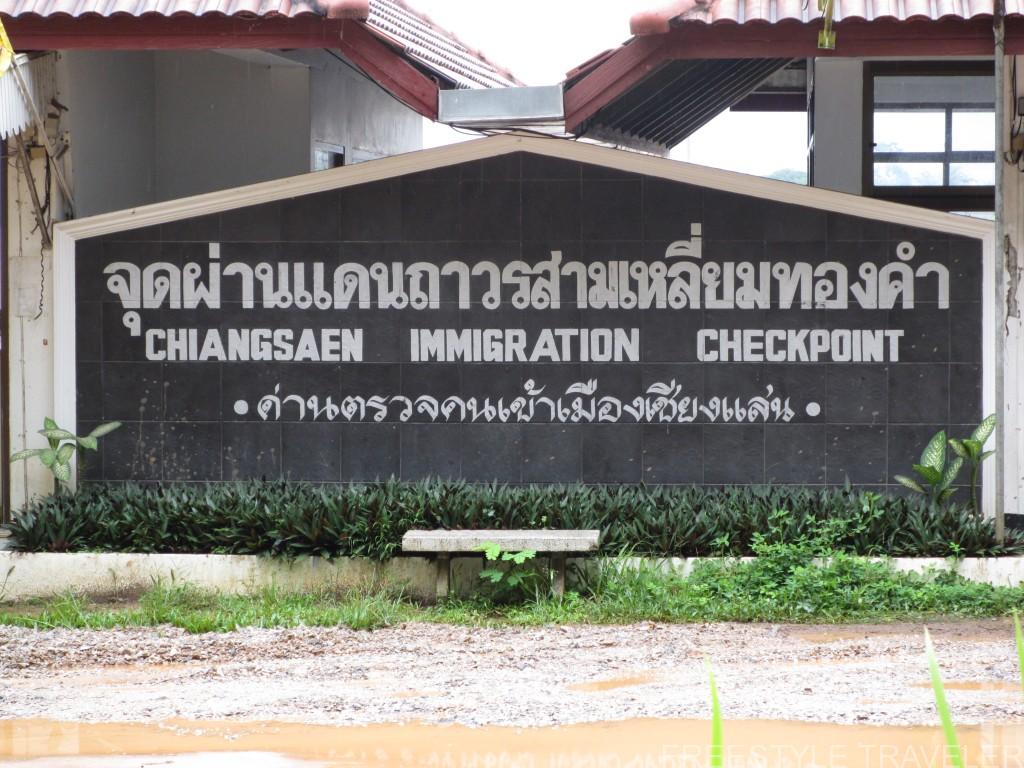 จุดผ่านแดนถาวรสามเหลี่ยมทองคำ
CHIANGSAEN IMMIGRATION CHECKPOINT
• ด่านตรวจคนเข้าเมืองเชียงแสน •
FREESTYLE TRAVELER